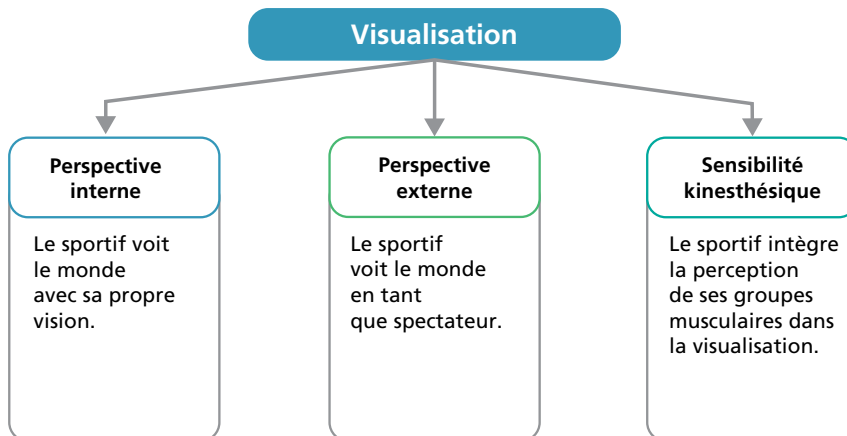 Visualisation
Perspective
interne
Le sportif voit
le monde
avec sa propre
vision.
Perspective
externe
Le sportif
voit le monde
en tant
que spectateur.
Sensibilité
kinesthésique
Le sportif intègre
la perception
de ses groupes
musculaires dans
la visualisation.